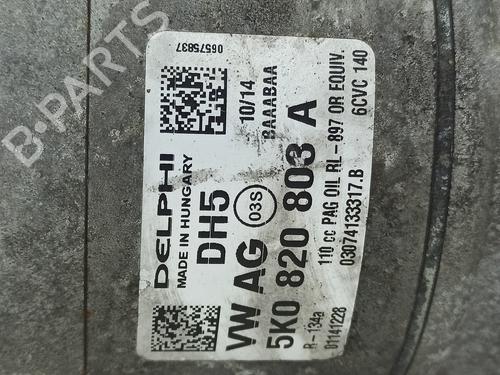 B-PARTS
DELPHI
MADE IN HUNGARY
DH5
10/14
BAAABAA
06575837
VW AG
03S
5K0 820 803 A
R-134a
110 cc PAG OIL RL-897 OR EQUIV.
01141228
03074133317.B
6CVC 140